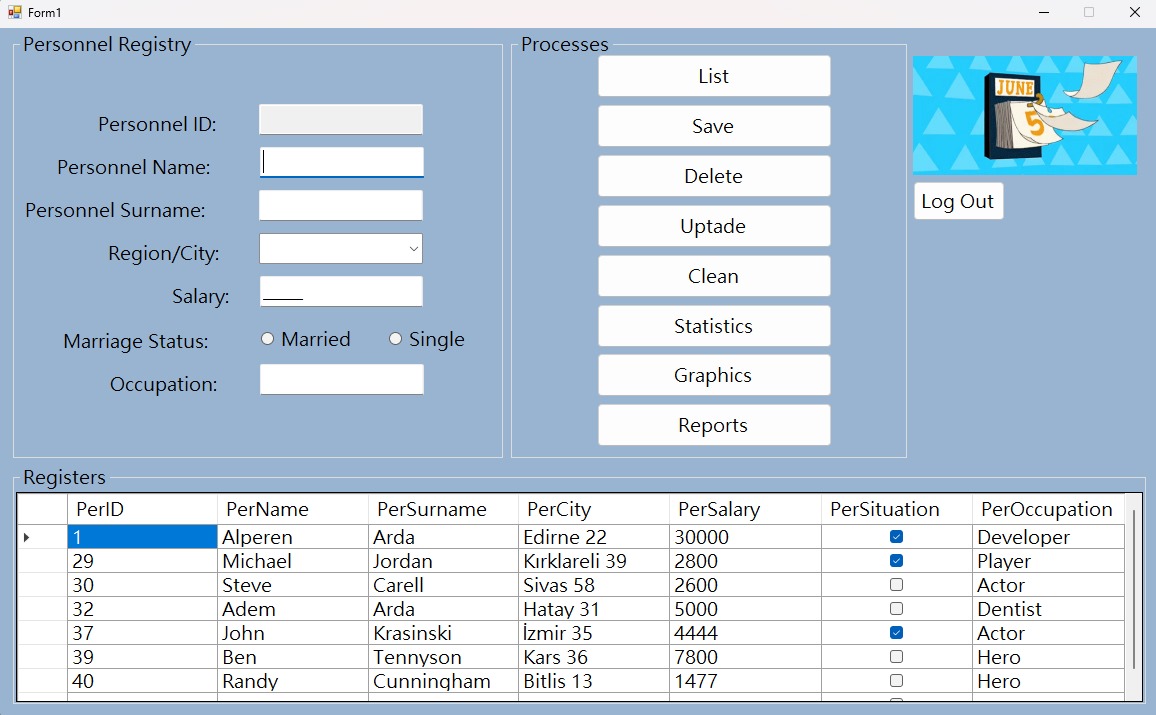 Form1
Personnel Registry
Personnel ID:
Personnel Name:
Personnel Surname:
Region/City:
Salary:
_____
Marriage Status: Married Single
Occupation:
Processes
List
Save
Delete
Uptade
Clean
Statistics
Graphics
Reports
JUNE
5
Log Out
Registers
PerID PerName PerSurname PerCity PerSalary PerSituation PerOccupation
1 Alperen Arda Edirne 22 30000 Developer
29 Michael Jordan Kırklareli 39 2800 Player
30 Steve Carell Sivas 58 2600 Actor
32 Adem Arda Hatay 31 5000 Dentist
37 John Krasinski İzmir 35 4444 Actor
39 Ben Tennyson Kars 36 7800 Hero
40 Randy Cunningham Bitlis 13 1477 Hero